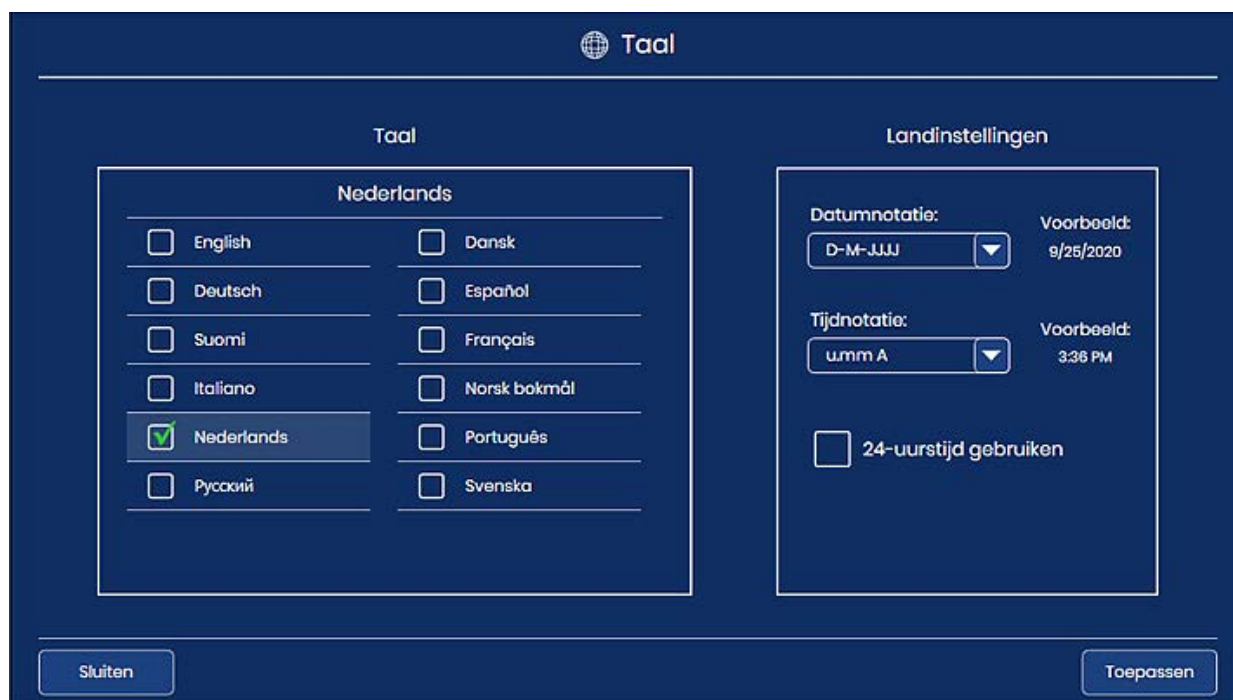 Taal
Taal
Nederlands
English
Dansk
Deutsch
Español
Suomi
Français
Italiano
Norsk bokmål
Nederlands
Português
Русский
Svenska
Landinstellingen
Datumnotatie:
Voorbeeld:
D-M-JJJJ
9/25/2020
Tijdnotatie:
Voorbeeld:
u.mm A
3:36 PM
24-uurstijd gebruiken
Sluiten
Toepassen